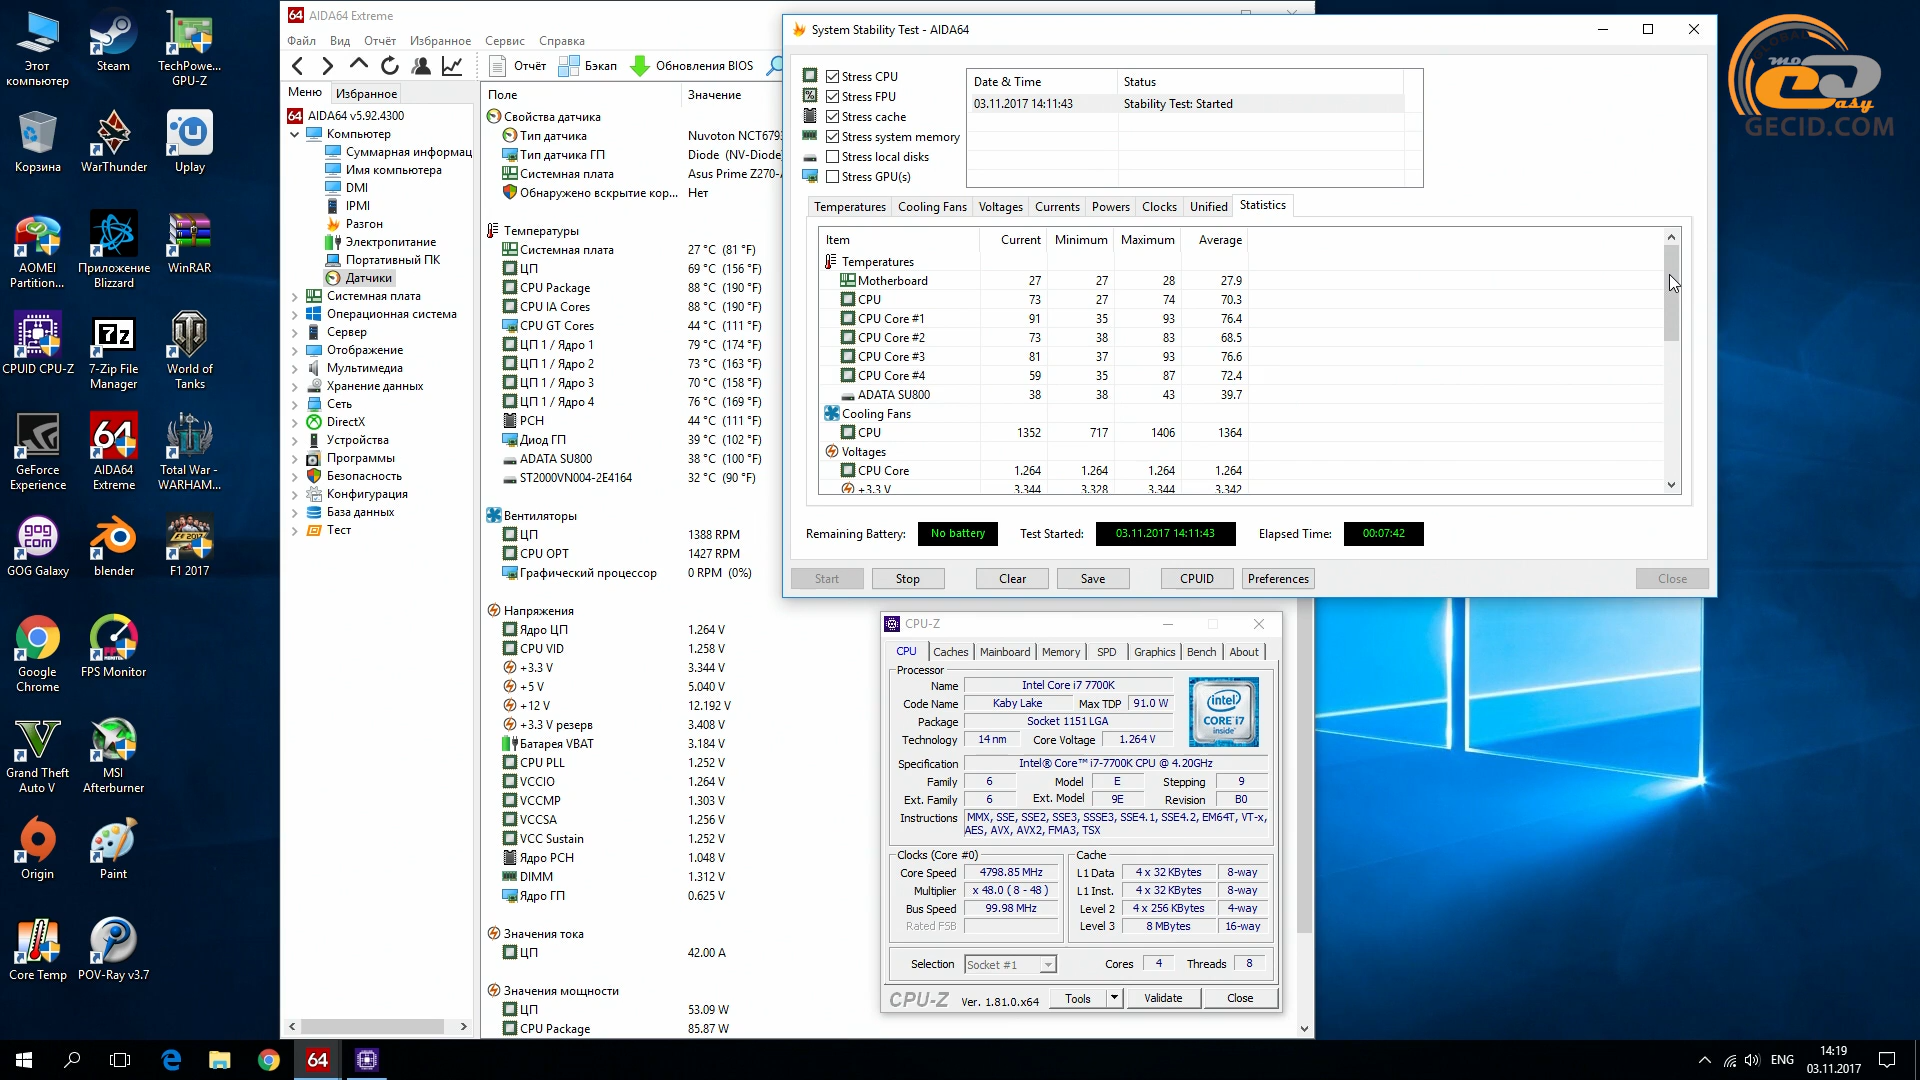 Этот компьютер
Steam
TechPowe... GPU-Z
Корзина
WarThunder
Uplay
AOMEI Partition...
Приложение Blizzard
WinRAR
CPUID CPU-Z
7-Zip File Manager
World of Tanks
GeForce Experience
AIDA64 Extreme
Total War - WARHAM...
GOG Galaxy
blender
F1 2017
Google Chrome
FPS Monitor
Grand Theft Auto V
MSI Afterburner
Origin
Paint
Core Temp
POV-Ray v3.7
64 AIDA64 Extreme
Файл Вид Отчёт Избранное Сервис Справка
Отчёт Бэкап Обновления BIOS
Меню Избранное
AIDA64 v5.92.4300
Компьютер
Суммарная информац
Имя компьютера
DMI
IPMI
Разгон
Электропитание
Портативный ПК
Датчики
Системная плата
Операционная система
Сервер
Отображение
Мультимедиа
Хранение данных
Сеть
DirectX
Устройства
Программы
Безопасность
Конфигурация
База данных
Тест
Поле Значение
Свойства датчика
Тип датчика Nuvoton NCT679
Тип датчика ГП Diode (NV-Diode
Системная плата Asus Prime Z270-
Обнаружено вскрытие кор... Нет
Температуры
Системная плата 27 °C (81 °F)
ЦП 69 °C (156 °F)
CPU Package 88 °C (190 °F)
CPU IA Cores 88 °C (190 °F)
CPU GT Cores 44 °C (111 °F)
ЦП 1 / Ядро 1 79 °C (174 °F)
ЦП 1 / Ядро 2 73 °C (163 °F)
ЦП 1 / Ядро 3 70 °C (158 °F)
ЦП 1 / Ядро 4 76 °C (169 °F)
PCH 44 °C (111 °F)
Диод ГП 39 °C (102 °F)
ADATA SU800 38 °C (100 °F)
ST2000VN004-2E4164 32 °C (90 °F)
Вентиляторы
ЦП 1388 RPM
CPU OPT 1427 RPM
Графический процессор 0 RPM (0%)
Напряжения
Ядро ЦП 1.264 V
CPU VID 1.258 V
+3.3 V 3.344 V
+5 V 5.040 V
+12 V 12.192 V
+3.3 V резерв 3.408 V
Батарея VBAT 3.184 V
CPU PLL 1.252 V
VCCIO 1.264 V
VCCMP 1.303 V
VCCSA 1.256 V
VCC Sustain 1.252 V
Ядро PCH 1.048 V
DIMM 1.312 V
Ядро ГП 0.625 V
Значения тока
ЦП 42.00 A
Значения мощности
ЦП 53.09 W
CPU Package 85.87 W
System Stability Test - AIDA64
Stress CPU
Stress FPU
Stress cache
Stress system memory
Stress local disks
Stress GPU(s)
Date & Time Status
03.11.2017 14:11:43 Stability Test: Started
Temperatures Cooling Fans Voltages Currents Powers Clocks Unified Statistics
Item Current Minimum Maximum Average
Temperatures
Motherboard 27 27 28 27.9
CPU 73 27 74 70.3
CPU Core #1 91 35 93 76.4
CPU Core #2 73 38 83 68.5
CPU Core #3 81 37 93 76.6
CPU Core #4 59 35 87 72.4
ADATA SU800 38 38 43 39.7
Cooling Fans
CPU 1352 717 1406 1364
Voltages
CPU Core 1.264 1.264 1.264 1.264
+3.3 V 3.344 3.328 3.344 3.342
Remaining Battery: No battery Test Started: 03.11.2017 14:11:43 Elapsed Time: 00:07:42
Start Stop Clear Save CPUID Preferences Close
CPU-Z
CPU Caches Mainboard Memory SPD Graphics Bench About
Processor
Name Intel Core i7 7700K
Code Name Kaby Lake Max TDP 91.0 W
Package Socket 1151 LGA
Technology 14 nm Core Voltage 1.264 V
intel CORE i7 inside
Specification Intel® Core™ i7-7700K CPU @ 4.20GHz
Family 6 Model E Stepping 9
Ext. Family 6 Ext. Model 9E Revision B0
Instructions MMX, SSE, SSE2, SSE3, SSSE3, SSE4.1, SSE4.2, EM64T, VT-x,
AES, AVX, AVX2, FMA3, TSX
Clocks (Core #0)
Core Speed 4798.85 MHz
Multiplier x 48.0 ( 8 - 48 )
Bus Speed 99.98 MHz
Rated FSB
Cache
L1 Data 4 x 32 KBytes 8-way
L1 Inst. 4 x 32 KBytes 8-way
Level 2 4 x 256 KBytes 4-way
Level 3 8 MBytes 16-way
Selection Socket #1 Cores 4 Threads 8
CPU-Z Ver. 1.81.0.x64 Tools Validate Close
GECID.COM
64
ENG
14:19
03.11.2017